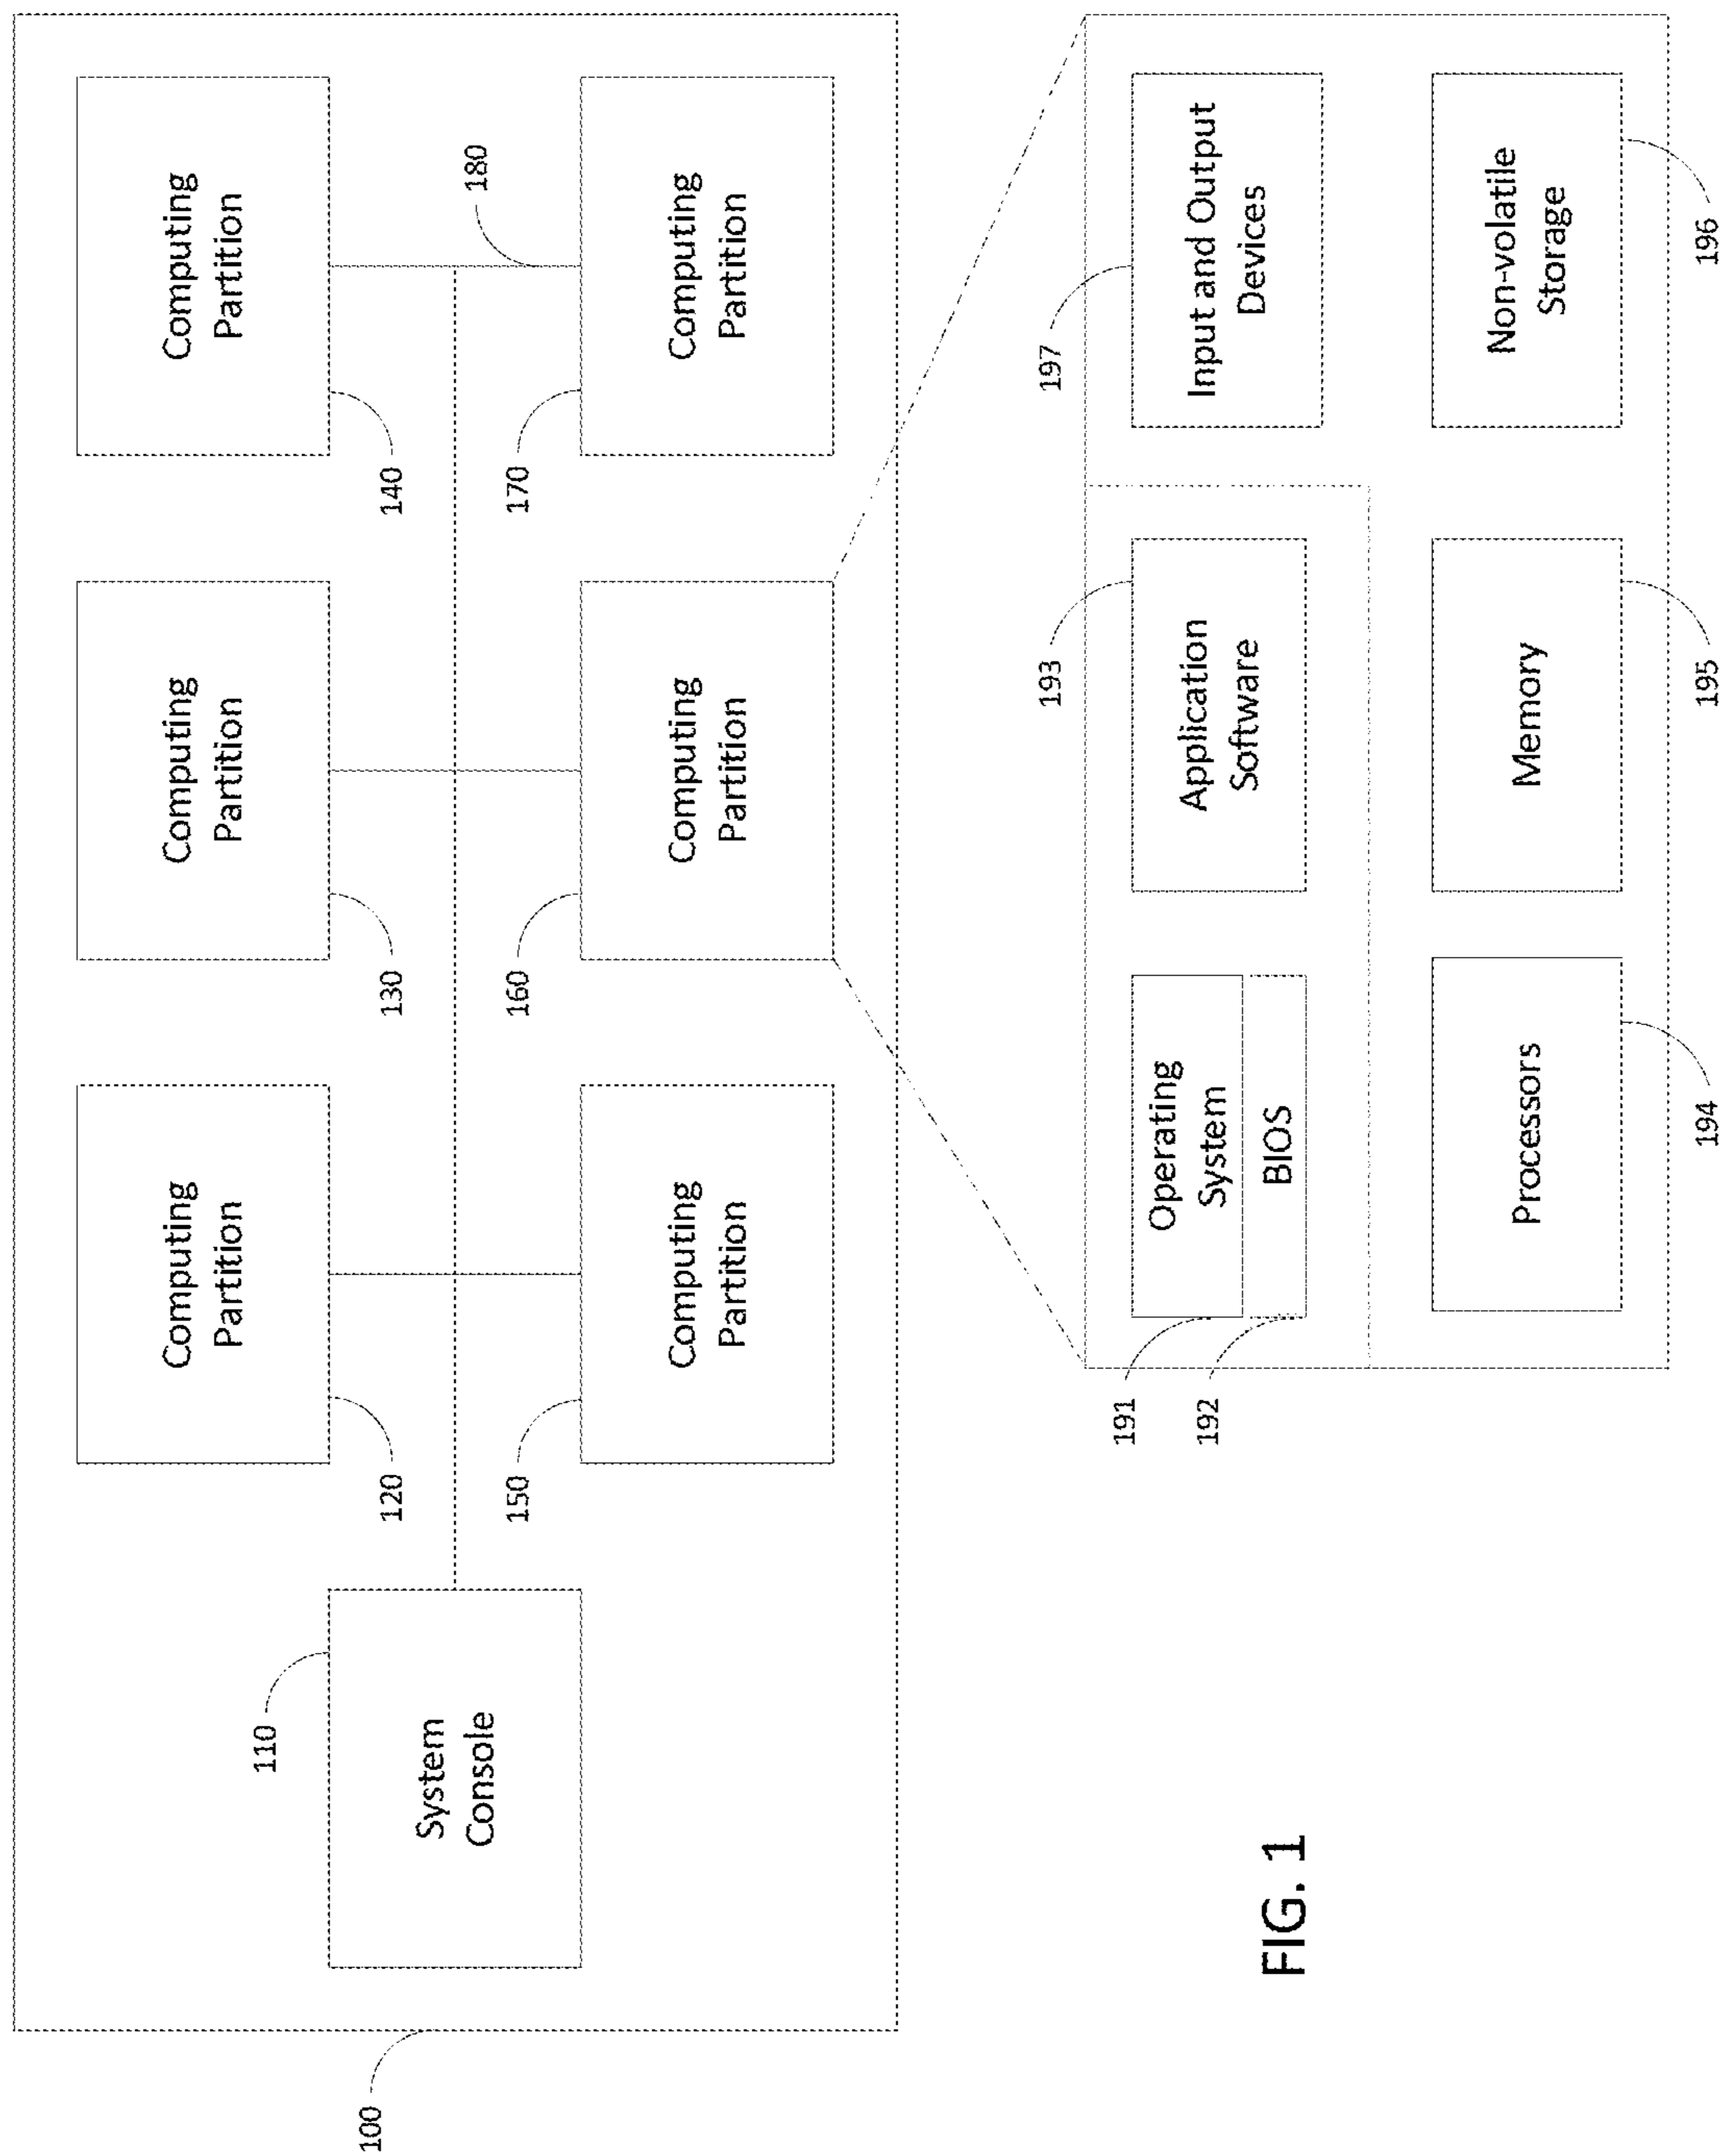 100
110
System
Console
120
Computing
Partition
130
Computing
Partition
140
Computing
Partition
150
Computing
Partition
160
Computing
Partition
170
Computing
Partition
180
191
Operating
System
192
BIOS
193
Application
Software
197
Input and Output
Devices
Processors
194
Memory
195
Non-volatile
Storage
196
FIG. 1